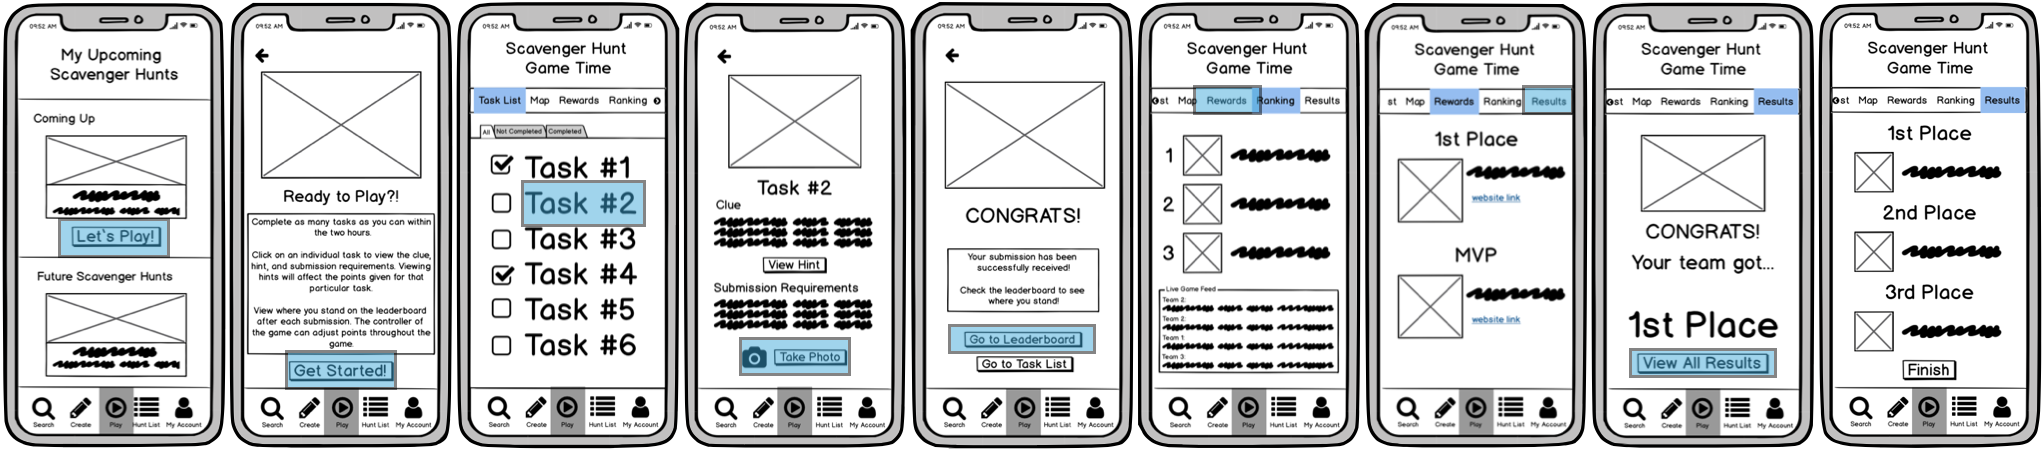 09:52 AM
My Upcoming
Scavenger Hunts
Coming Up
Let's Play!
Future Scavenger Hunts
Search Create Play Hunt List My Account
09:52 AM
Ready to Play?!
Complete as many tasks as you can within
the two hours.
Click on an individual task to view the clue,
hint, and submission requirements. Viewing
hints will affect the points given for that
particular task.
View where you stand on the leaderboard
after each submission. The controller of
the game can adjust points throughout the
game.
Get Started!
Search Create Play Hunt List My Account
09:52 AM
Scavenger Hunt
Game Time
Task List Map Rewards Ranking
All Not Completed Completed
Task #1
Task #2
Task #3
Task #4
Task #5
Task #6
Search Create Play Hunt List My Account
09:52 AM
Task #2
Clue
View Hint
Submission Requirements
Take Photo
Search Create Play Hunt List My Account
09:52 AM
CONGRATS!
Your submission has been
successfully received!
Check the leaderboard to see
where you stand!
Go to Leaderboard
Go to Task List
Search Create Play Hunt List My Account
09:52 AM
Scavenger Hunt
Game Time
st Map Rewards Ranking Results
1
2
3
Live Game Feed
Team 2:
Team 2:
Team 1:
Team 3:
Search Create Play Hunt List My Account
09:52 AM
Scavenger Hunt
Game Time
st Map Rewards Ranking Results
1st Place
website link
MVP
website link
Search Create Play Hunt List My Account
09:52 AM
Scavenger Hunt
Game Time
st Map Rewards Ranking Results
CONGRATS!
Your team got...
1st Place
View All Results
Search Create Play Hunt List My Account
09:52 AM
Scavenger Hunt
Game Time
st Map Rewards Ranking Results
1st Place
2nd Place
3rd Place
Finish
Search Create Play Hunt List My Account